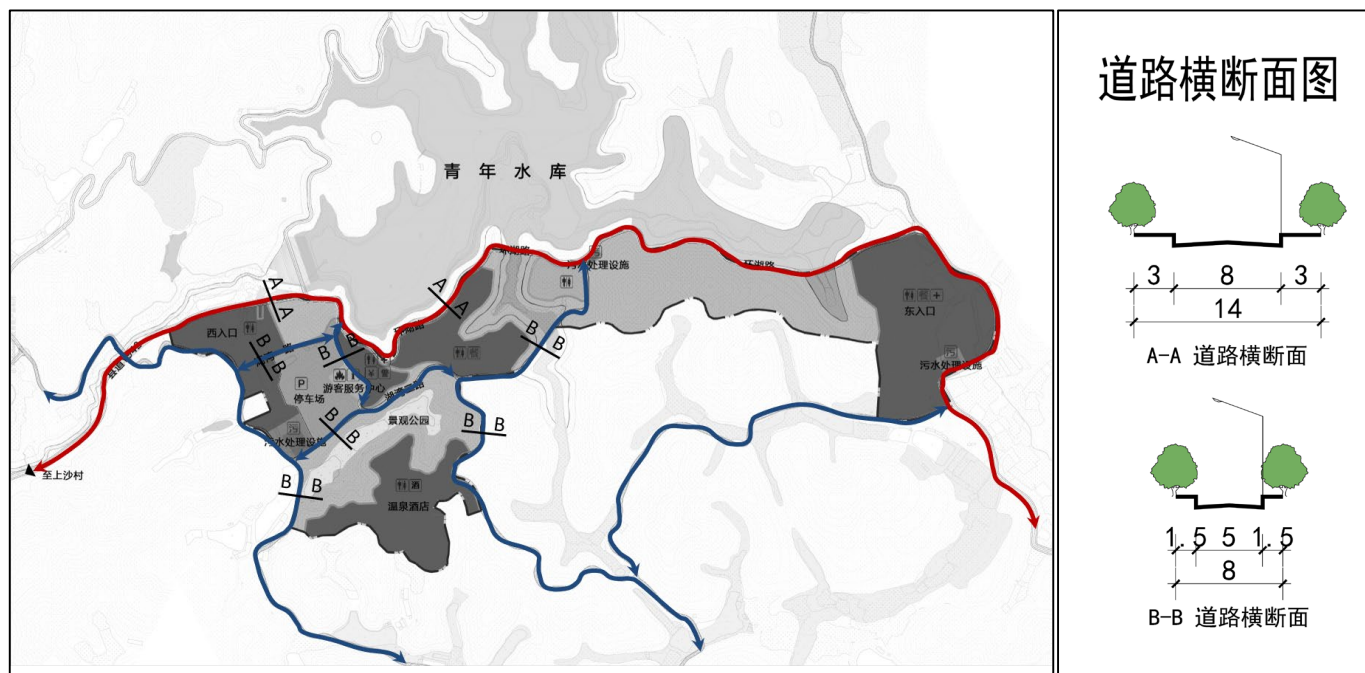 道路横断面图
青年水库
环湖路
污水处理设施
环湖路
A
A
A
A
东入口
西入口
B
B
B
B
B
B
环湖路
P
停车场
游客服务中心
污水处理设施
景观公园
B
B
B
B
B
B
污水处理设施
酒
温泉酒店
至上沙村
3 8 3
14
A-A 道路横断面
1.5 5 1.5
8
B-B 道路横断面